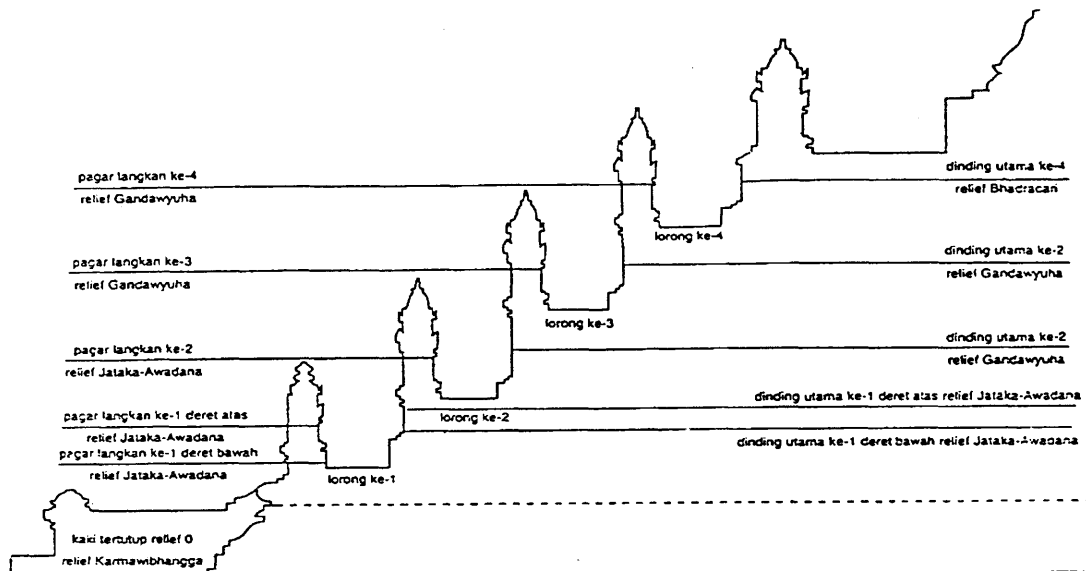 pagar langkan ke-4
relief Gandawyuha
dinding utama ke-4
relief Bhadracari
lorong ke-4
pagar langkan ke-3
relief Gandawyuha
dinding utama ke-2
relief Gandawyuha
lorong ke-3
pagar langkan ke-2
relief Jataka-Awadana
dinding utama ke-2
relief Gandawyuha
lorong ke-2
dinding utama ke-1 deret atas relief Jataka-Awadana
pagar langkan ke-1 deret atas
relief Jataka-Awadana
dinding utama ke-1 deret bawah relief Jataka-Awadana
pagar langkan ke-1 deret bawah
relief Jataka-Awadana
lorong ke-1
kaki tertutup relief 0
relief Karmawibhangga